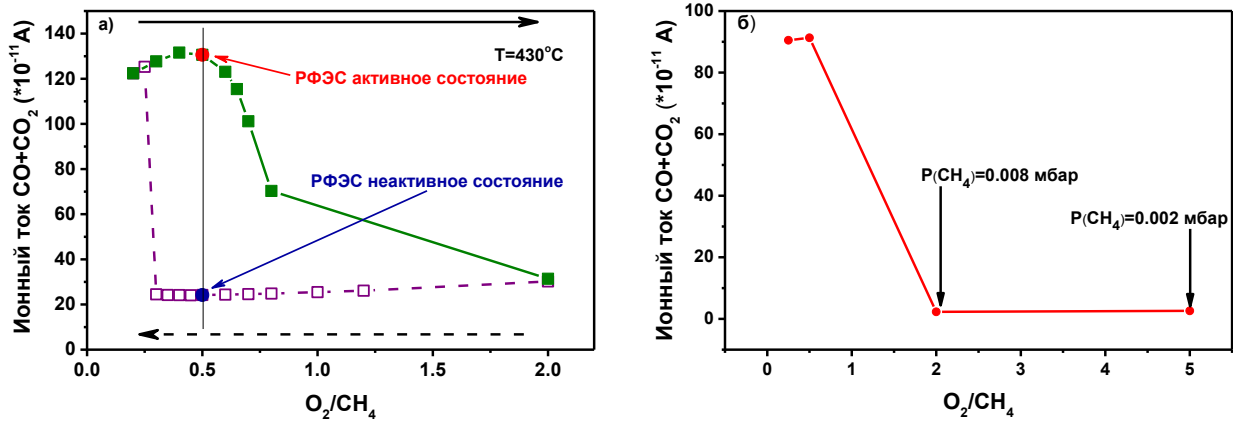 а)
T=430°C
РФЭС активное состояние
РФЭС неактивное состояние
Ионный ток CO+CO₂ (*10⁻¹¹ А)
0
20
40
60
80
100
120
140
0.0
0.5
1.0
1.5
2.0
O₂/CH₄
б)
P(CH₄)=0.008 мбар
P(CH₄)=0.002 мбар
Ионный ток CO+CO₂ (*10⁻¹¹ А)
0
20
40
60
80
100
0
1
2
3
4
5
O₂/CH₄